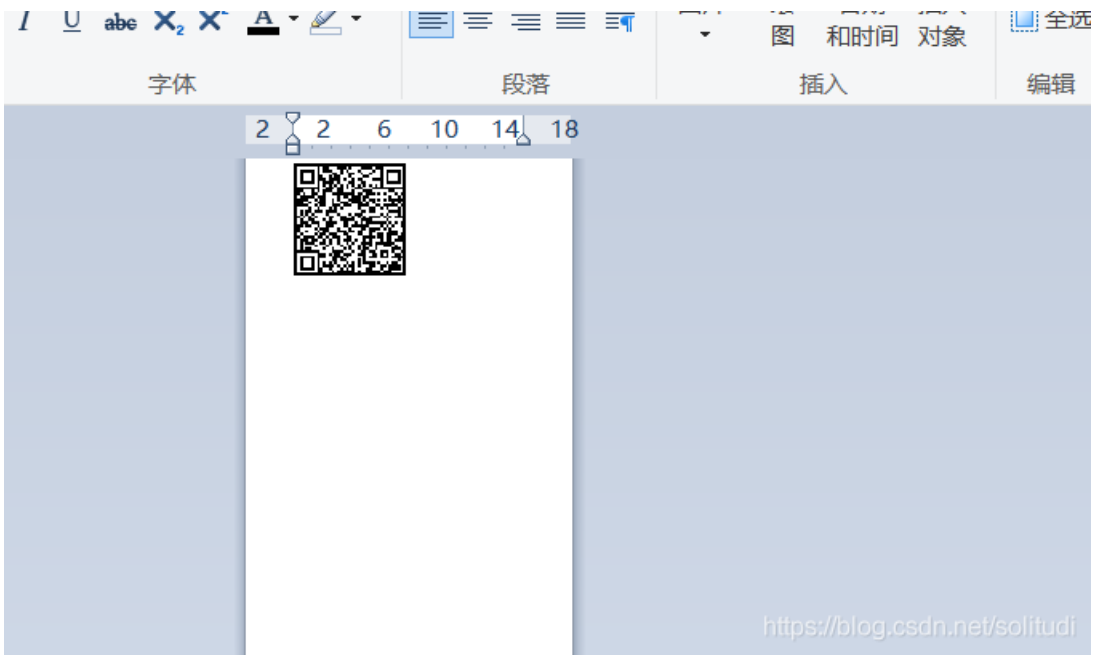 I U abe X₂ X² A
全选
图 和时间 对象
字体 段落 插入 编辑
2 2 6 10 14 18
https://blog.csdn.net/solitudi